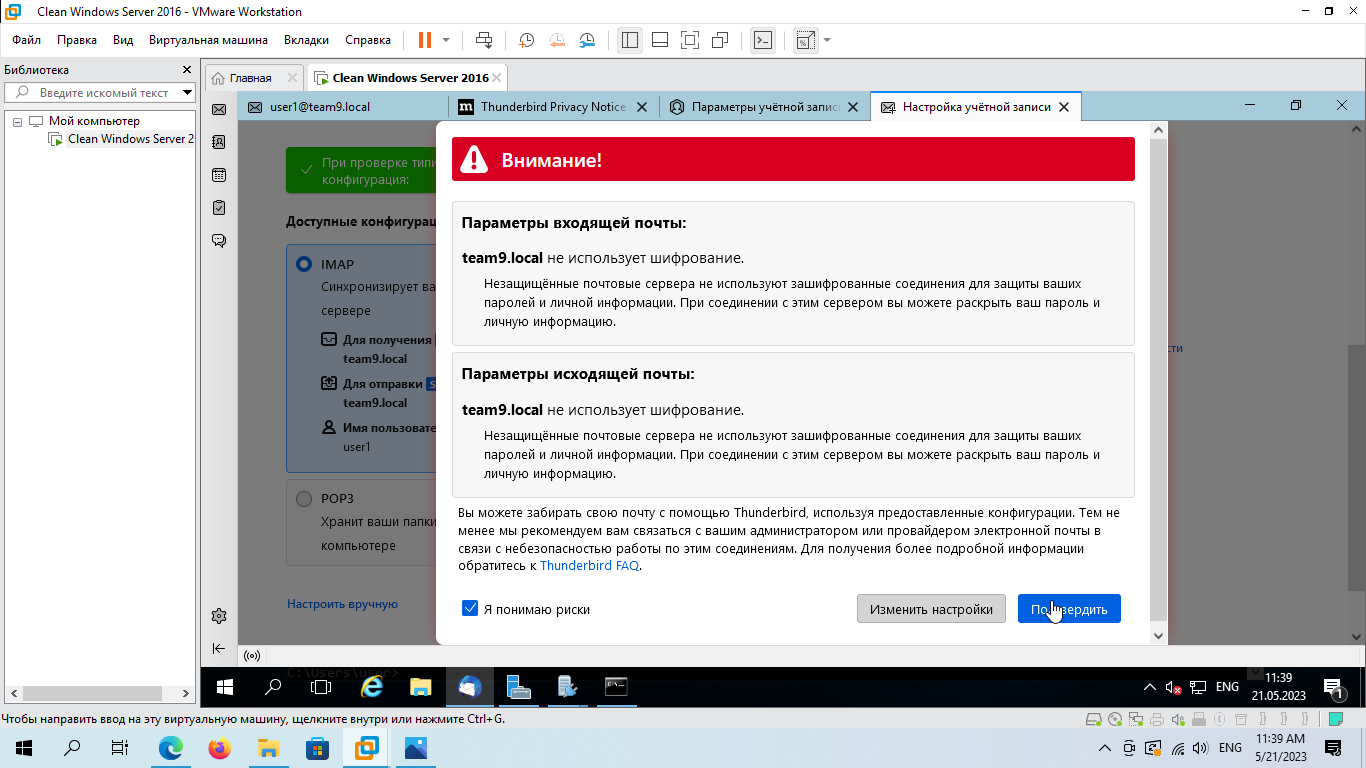 Clean Windows Server 2016 - VMware Workstation
Файл Правка Вид Виртуальная машина Вкладки Справка
Библиотека
Введите искомый текст
Мой компьютер
Clean Windows Server 2
Главная
Clean Windows Server 2016
user1@team9.local
m Thunderbird Privacy Notice
Параметры учётной запис
Настройка учётной записи
При проверке типи
конфигурация:
Доступные конфигурац
IMAP
Синхронизирует ва
сервере
Для получения
team9.local
Для отправки S
team9.local
Имя пользовате
user1
POP3
Хранит ваши папки
компьютере
Настроить вручную
сти
Внимание!
Параметры входящей почты:
team9.local не использует шифрование.
Незащищённые почтовые сервера не используют зашифрованные соединения для защиты ваших
паролей и личной информации. При соединении с этим сервером вы можете раскрыть ваш пароль и
личную информацию.
Параметры исходящей почты:
team9.local не использует шифрование.
Незащищённые почтовые сервера не используют зашифрованные соединения для защиты ваших
паролей и личной информации. При соединении с этим сервером вы можете раскрыть ваш пароль и
личную информацию.
Вы можете забирать свою почту с помощью Thunderbird, используя предоставленные конфигурации. Тем не
менее мы рекомендуем вам связаться с вашим администратором или провайдером электронной почты в
связи с небезопасностью работы по этим соединениям. Для получения более подробной информации
обратитесь к Thunderbird FAQ.
Я понимаю риски
Изменить настройки
Подтвердить
C:\Users\user>
ENG
11:39
21.05.2023
1
Чтобы направить ввод на эту виртуальную машину, щелкните внутри или нажмите Ctrl+G.
ENG
11:39 AM
5/21/2023